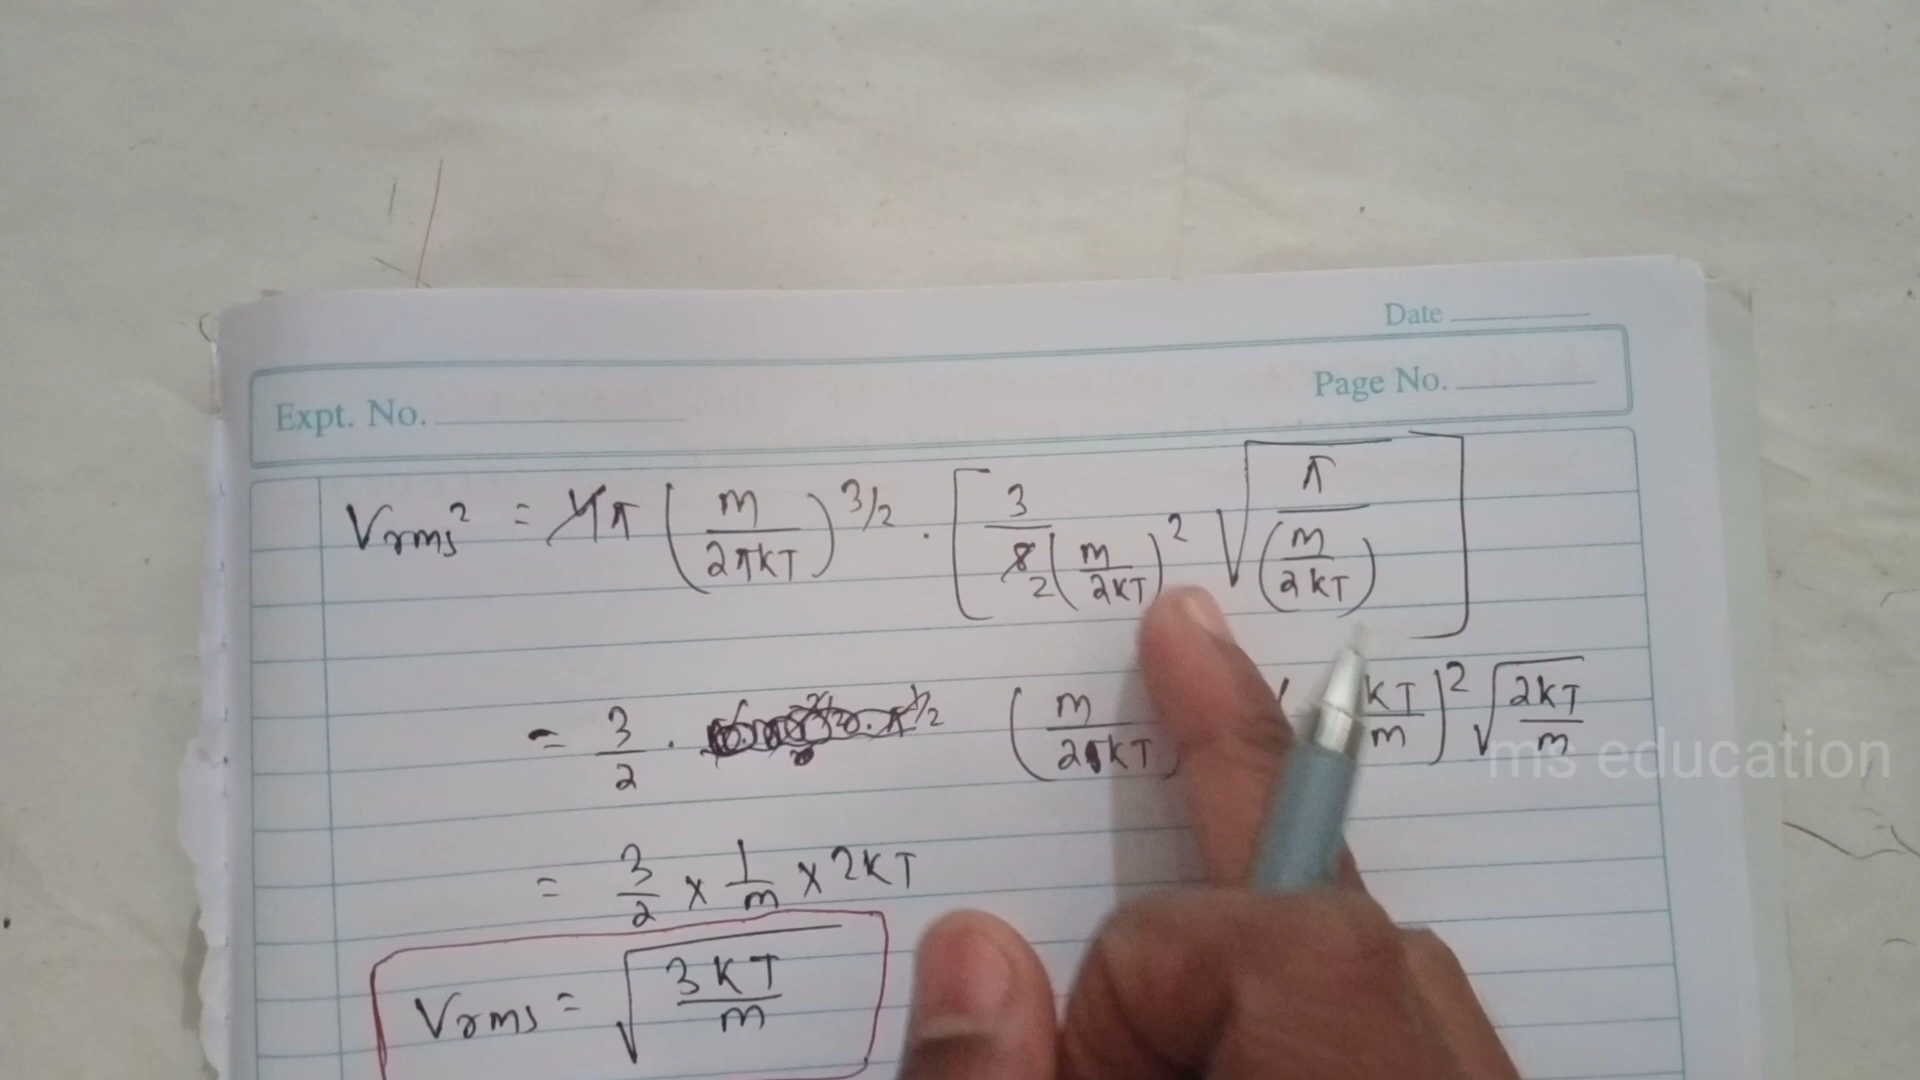 Date
Page No.
Expt. No.
Vrms² = 4π (m/2πKT)^3/2 . [3/8 2 (m/2KT)² √(π/(m/2KT))]
= 3/2 . (m/2πKT) KT/m)² √(2KT/m)
= 3/2 x 1/m x 2KT
Vrms = √(3KT/m)
ms education